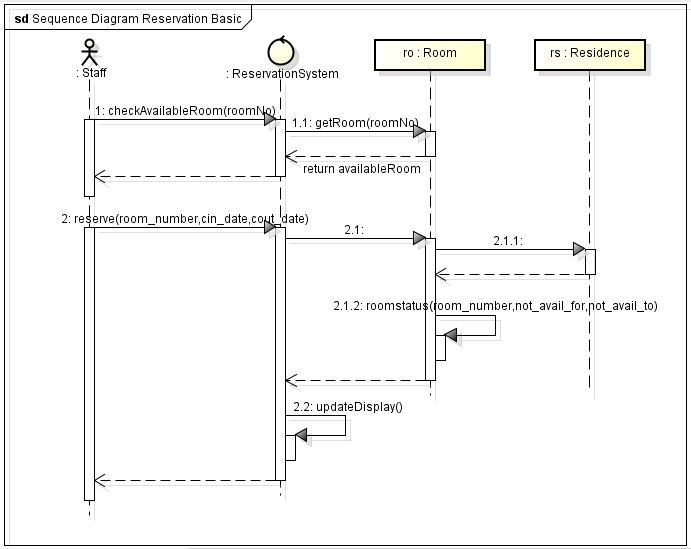 sd Sequence Diagram Reservation Basic
: Staff
: ReservationSystem
ro : Room
rs : Residence
1: checkAvailableRoom(roomNo)
1.1: getRoom(roomNo)
return availableRoom
2: reserve(room_number,cin_date,cout_date)
2.1:
2.1.1:
2.1.2: roomstatus(room_number,not_avail_for,not_avail_to)
2.2: updateDisplay()